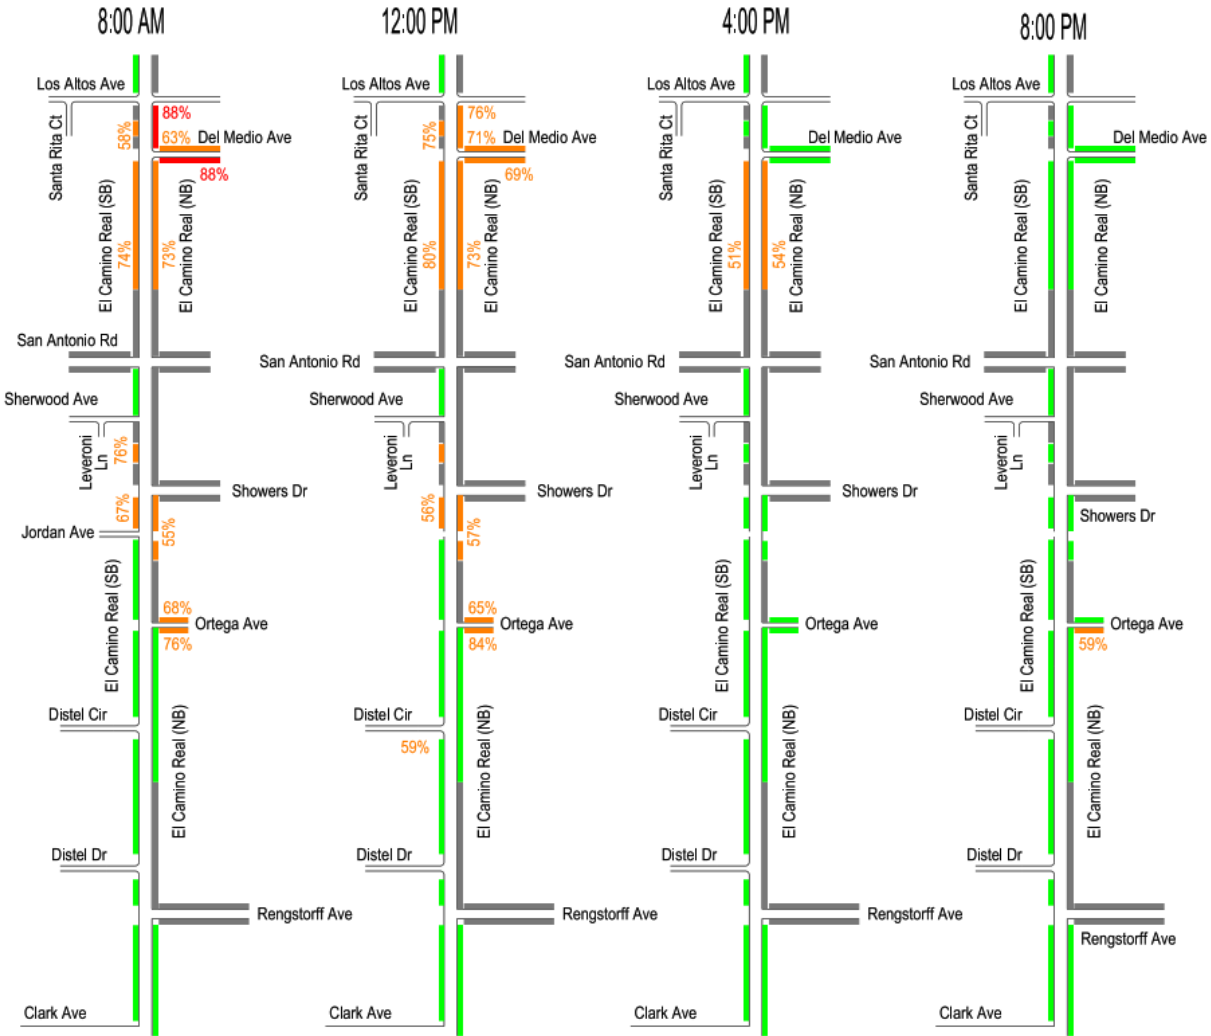 8:00 AM
Los Altos Ave
Santa Rita Ct
58%
88%
63%
Del Medio Ave
88%
El Camino Real (SB)
74%
73%
El Camino Real (NB)
San Antonio Rd
Sherwood Ave
Leveroni
Ln
76%
Showers Dr
67%
Jordan Ave
55%
El Camino Real (SB)
68%
Ortega Ave
76%
Distel Cir
El Camino Real (NB)
Distel Dr
Rengstorff Ave
Clark Ave
12:00 PM
Los Altos Ave
Santa Rita Ct
75%
76%
71%
Del Medio Ave
69%
El Camino Real (SB)
80%
73%
El Camino Real (NB)
San Antonio Rd
Sherwood Ave
Leveroni
Ln
Showers Dr
56%
57%
65%
Ortega Ave
84%
Distel Cir
59%
El Camino Real (NB)
Distel Dr
Rengstorff Ave
Clark Ave
4:00 PM
Los Altos Ave
Santa Rita Ct
Del Medio Ave
El Camino Real (SB)
51%
54%
El Camino Real (NB)
San Antonio Rd
Sherwood Ave
Leveroni
Ln
Showers Dr
El Camino Real (SB)
Ortega Ave
Distel Cir
El Camino Real (NB)
Distel Dr
Rengstorff Ave
Clark Ave
8:00 PM
Los Altos Ave
Santa Rita Ct
Del Medio Ave
El Camino Real (SB)
El Camino Real (NB)
San Antonio Rd
Sherwood Ave
Leveroni
Ln
Showers Dr
El Camino Real (SB)
Ortega Ave
59%
Distel Cir
El Camino Real (NB)
Distel Dr
Rengstorff Ave
Clark Ave